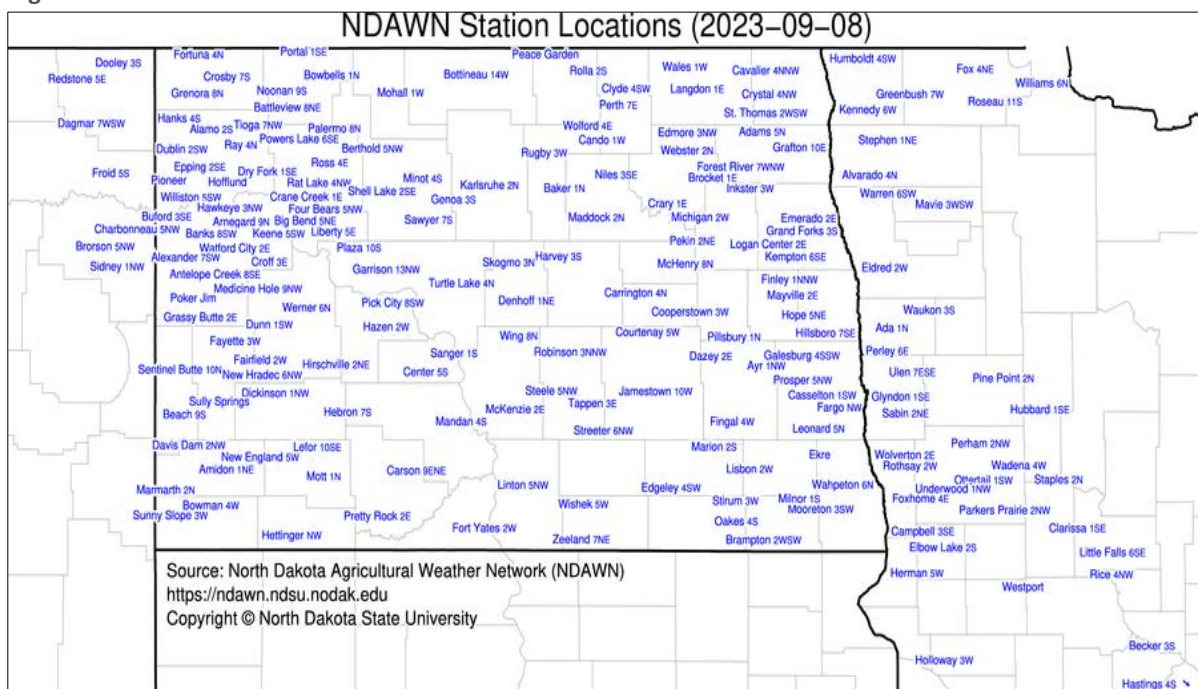 NDAWN Station Locations (2023-09-08)
Fortuna 4N
Portal 1SE
Peace Garden
Dooley 3S
Humboldt 4SW
Redstone 5E
Crosby 7S
Bowbells 1N
Bottineau 14W
Rolla 2S
Wales 1W
Cavalier 4NNW
Fox 4NE
Williams 6N
Grenora 8N
Noonan 9S
Mohall 1W
Clyde 4SW
Langdon 1E
Crystal 4NW
Greenbush 7W
Roseau 11S
Battleview 8NE
Perth 7E
St. Thomas 2WSW
Kennedy 6W
Dagmar 7WSW
Hanks 4S
Alamo 2S
Tioga 7NW
Palermo 8N
Wolford 4E
Edmore 3NW
Adams 5N
Stephen 1NE
Ray 4N
Powers Lake 6SE
Cando 1W
Dublin 2SW
Berthold 5NW
Rugby 3W
Webster 2N
Grafton 10E
Froid 5S
Epping 2SE
Dry Fork 1SE
Ross 4E
Forest River 7WNW
Pioneer
Hofflund
Rat Lake 4NW
Minot 4S
Karlsruhe 2N
Niles 3SE
Brocket 1E
Alvarado 4N
Williston 5SW
Crane Creek 1E
Shell Lake 2SE
Genoa 3S
Baker 1N
Inkster 3W
Warren 6SW
Hawkeye 3NW
Four Bears 5NW
Crary 1E
Mavie 3WSW
Buford 3SE
Arnegard 9N
Big Bend 5NE
Sawyer 7S
Maddock 2N
Michigan 2W
Emerado 2E
Charbonneau 5NW
Banks 8SW
Keene 5SW
Liberty 5E
Grand Forks 3S
Brorson 5NW
Watford City 2E
Plaza 10S
Pekin 2NE
Logan Center 2E
Alexander 7SW
Croff 3E
Skogmo 3N
Harvey 3S
McHenry 8N
Kempton 6SE
Sidney 1NW
Antelope Creek 8SE
Garrison 13NW
Eldred 2W
Medicine Hole 9NW
Turtle Lake 4N
Finley 1NNW
Poker Jim
Werner 6N
Pick City 8SW
Denhoff 1NE
Carrington 4N
Mayville 2E
Grassy Butte 2E
Cooperstown 3W
Hope 5NE
Waukon 3S
Dunn 1SW
Hazen 2W
Wing 8N
Courtenay 5W
Pillsbury 1N
Hillsboro 7SE
Ada 1N
Fayette 3W
Sanger 1S
Robinson 3NNW
Dazey 2E
Galesburg 4SSW
Perley 6E
Fairfield 2W
Hirschville 2NE
Center 5S
Ayr 1NW
Sentinel Butte 10N
New Hradec 6NW
Ulen 7ESE
Pine Point 2N
Prosper 5NW
Dickinson 1NW
Steele 5NW
Jamestown 10W
Casselton 1SW
Glyndon 1SE
Sully Springs
Hebron 7S
McKenzie 2E
Tappen 3E
Fargo NW
Sabin 2NE
Hubbard 1SE
Beach 9S
Mandan 4S
Streeter 6NW
Fingal 4W
Leonard 5N
Davis Dam 2NW
Lefor 10SE
Marion 2S
Ekre
Wolverton 2E
Perham 2NW
New England 5W
Rothsay 2W
Wadena 4W
Amidon 1NE
Mott 1N
Carson 9ENE
Lisbon 2W
Ottertail 1SW
Staples 2N
Marmarth 2N
Linton 5NW
Edgeley 4SW
Wahpeton 6N
Underwood 1NW
Bowman 4W
Wishek 5W
Stirum 3W
Milnor 1S
Foxhome 4E
Mooreton 3SW
Parkers Prairie 2NW
Sunny Slope 3W
Pretty Rock 2E
Fort Yates 2W
Oakes 4S
Campbell 3SE
Clarissa 1SE
Hettinger NW
Zeeland 7NE
Brampton 2WSW
Elbow Lake 2S
Little Falls 6SE
Herman 5W
Rice 4NW
Westport
Source: North Dakota Agricultural Weather Network (NDAWN)
https://ndawn.ndsu.nodak.edu
Copyright © North Dakota State University
Becker 3S
Holloway 3W
Hastings 4S